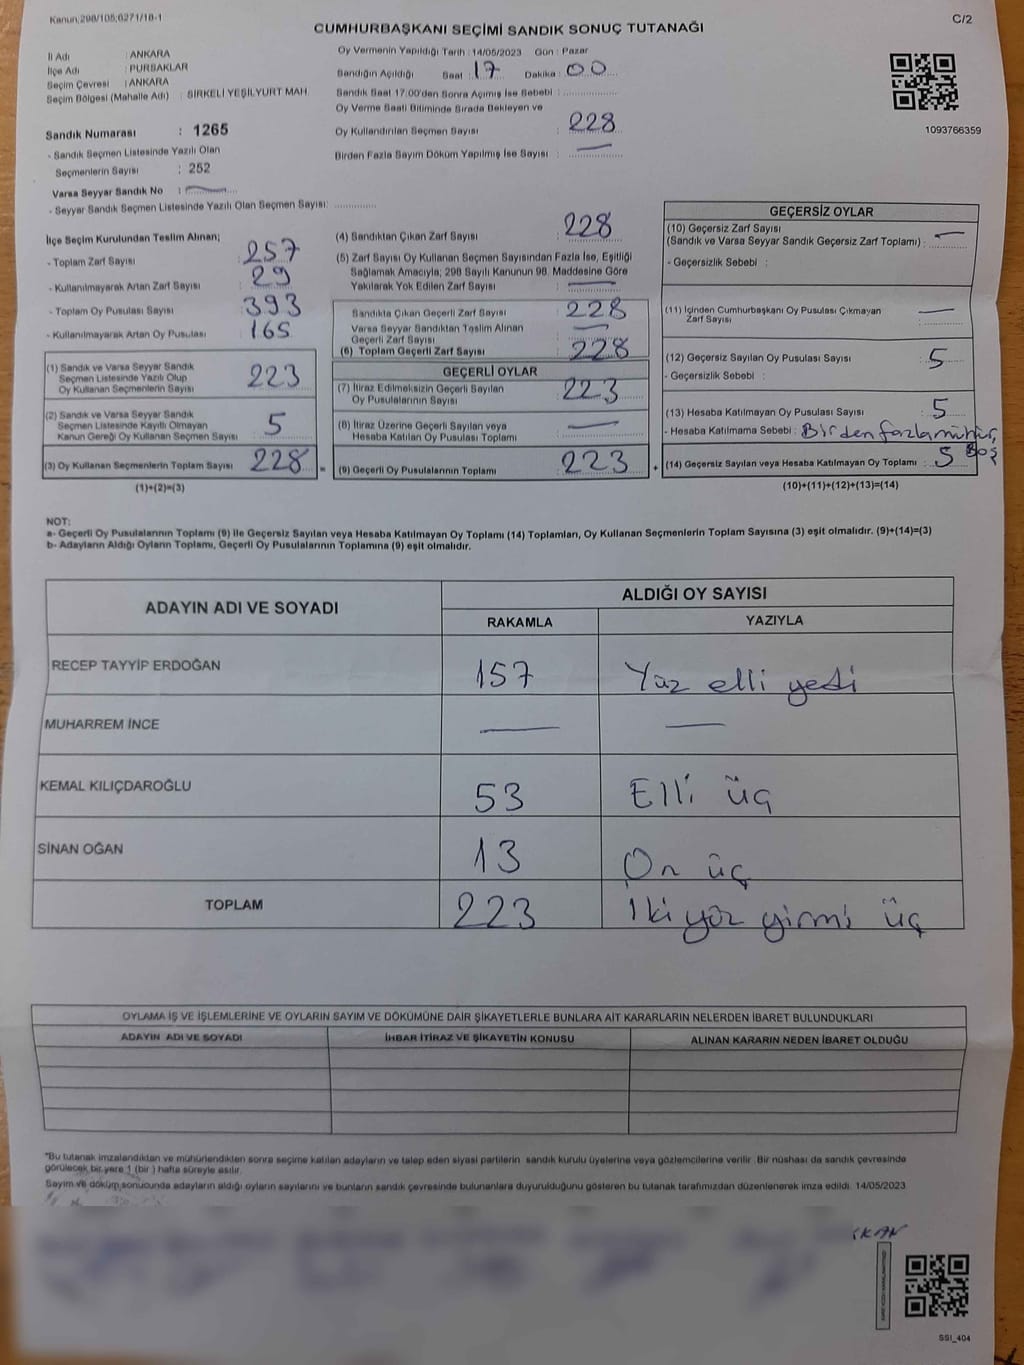 Kanun;298/105;6271/18-1
C/2
CUMHURBAŞKANI SEÇİMİ SANDIK SONUÇ TUTANAĞI
İl Adı : ANKARA
İlçe Adı : PURSAKLAR
Seçim Çevresi : ANKARA
Seçim Bölgesi (Mahalle Adı) : SİRKELİ YEŞİLYURT MAH.
Oy Vermenin Yapıldığı Tarih : 14/05/2023 Gün : Pazar
Sandığın Açıldığı Saat : 17 Dakika : 00
Sandık Saat 17.00'den Sonra Açılmış İse Sebebi :
Oy Verme Saati Bitiminde Sırada Bekleyen ve
Oy Kullandırılan Seçmen Sayısı : 228
Birden Fazla Sayım Döküm Yapılmış İse Sayısı : —
1093766359
Sandık Numarası : 1265
- Sandık Seçmen Listesinde Yazılı Olan
Seçmenlerin Sayısı : 252
Varsa Seyyar Sandık No : —
- Seyyar Sandık Seçmen Listesinde Yazılı Olan Seçmen Sayısı:
İlçe Seçim Kurulundan Teslim Alınan;
- Toplam Zarf Sayısı : 257
- Kullanılmayarak Artan Zarf Sayısı : 29
- Toplam Oy Pusulası Sayısı : 393
- Kullanılmayarak Artan Oy Pusulası : 165
(1) Sandık ve Varsa Seyyar Sandık
Seçmen Listesinde Yazılı Olup
Oy Kullanan Seçmenlerin Sayısı : 223
(2) Sandık ve Varsa Seyyar Sandık
Seçmen Listesinde Kayıtlı Olmayan
Kanun Gereği Oy Kullanan Seçmen Sayısı : 5
(3) Oy Kullanan Seçmenlerin Toplam Sayısı : 228 =
(1)+(2)=(3)
(4) Sandıktan Çıkan Zarf Sayısı : 228
(5) Zarf Sayısı Oy Kullanan Seçmen Sayısından Fazla İse, Eşitliği
Sağlamak Amacıyla; 298 Sayılı Kanunun 98. Maddesine Göre
Yakılarak Yok Edilen Zarf Sayısı : —
Sandıkta Çıkan Geçerli Zarf Sayısı : 228
Varsa Seyyar Sandıktan Teslim Alınan
Geçerli Zarf Sayısı : —
(6) Toplam Geçerli Zarf Sayısı : 228
GEÇERLİ OYLAR
(7) İtiraz Edilmeksizin Geçerli Sayılan
Oy Pusulalarının Sayısı : 223
(8) İtiraz Üzerine Geçerli Sayılan veya
Hesaba Katılan Oy Pusulası Toplamı : —
(9) Geçerli Oy Pusulalarının Toplamı : 223 +
GEÇERSİZ OYLAR
(10) Geçersiz Zarf Sayısı
(Sandık ve Varsa Seyyar Sandık Geçersiz Zarf Toplamı) : —
- Geçersizlik Sebebi :
(11) İçinden Cumhurbaşkanı Oy Pusulası Çıkmayan
Zarf Sayısı : —
(12) Geçersiz Sayılan Oy Pusulası Sayısı : 5
- Geçersizlik Sebebi :
(13) Hesaba Katılmayan Oy Pusulası Sayısı : 5
- Hesaba Katılmama Sebebi : Birden fazla mühür,
Boş
(14) Geçersiz Sayılan veya Hesaba Katılmayan Oy Toplamı : 5
(10)+(11)+(12)+(13)=(14)
NOT:
a- Geçerli Oy Pusulalarının Toplamı (9) ile Geçersiz Sayılan veya Hesaba Katılmayan Oy Toplamı (14) Toplamları, Oy Kullanan Seçmenlerin Toplam Sayısına (3) eşit olmalıdır. (9)+(14)=(3)
b- Adayların Aldığı Oyların Toplamı, Geçerli Oy Pusulalarının Toplamına (9) eşit olmalıdır.
ADAYIN ADI VE SOYADI
ALDIĞI OY SAYISI
RAKAMLA YAZIYLA
RECEP TAYYİP ERDOĞAN 157 Yüz elli yedi
MUHARREM İNCE — —
KEMAL KILIÇDAROĞLU 53 Elli üç
SİNAN OĞAN 13 On üç
TOPLAM 223 İki yüz yirmi üç
OYLAMA İŞ VE İŞLEMLERİNE VE OYLARIN SAYIM VE DÖKÜMÜNE DAİR ŞİKAYETLERLE BUNLARA AİT KARARLARIN NELERDEN İBARET BULUNDUKLARI
ADAYIN ADI VE SOYADI İHBAR İTİRAZ VE ŞİKAYETİN KONUSU ALINAN KARARIN NEDEN İBARET OLDUĞU
"Bu tutanak imzalandıktan ve mühürlendikten sonra seçime katılan adayların ve talep eden siyasi partilerin sandık kurulu üyelerine veya gözlemcilerine verilir. Bir nüshası da sandık çevresinde
görülecek bir yere 1 (bir ) hafta süreyle asılır.
Sayım ve döküm sonucunda adayların aldığı oyların sayılarını ve bunların sandık çevresinde bulunanlara duyurulduğunu gösteren bu tutanak tarafımızdan düzenlenerek imza edildi. 14/05/2023
SSI_404